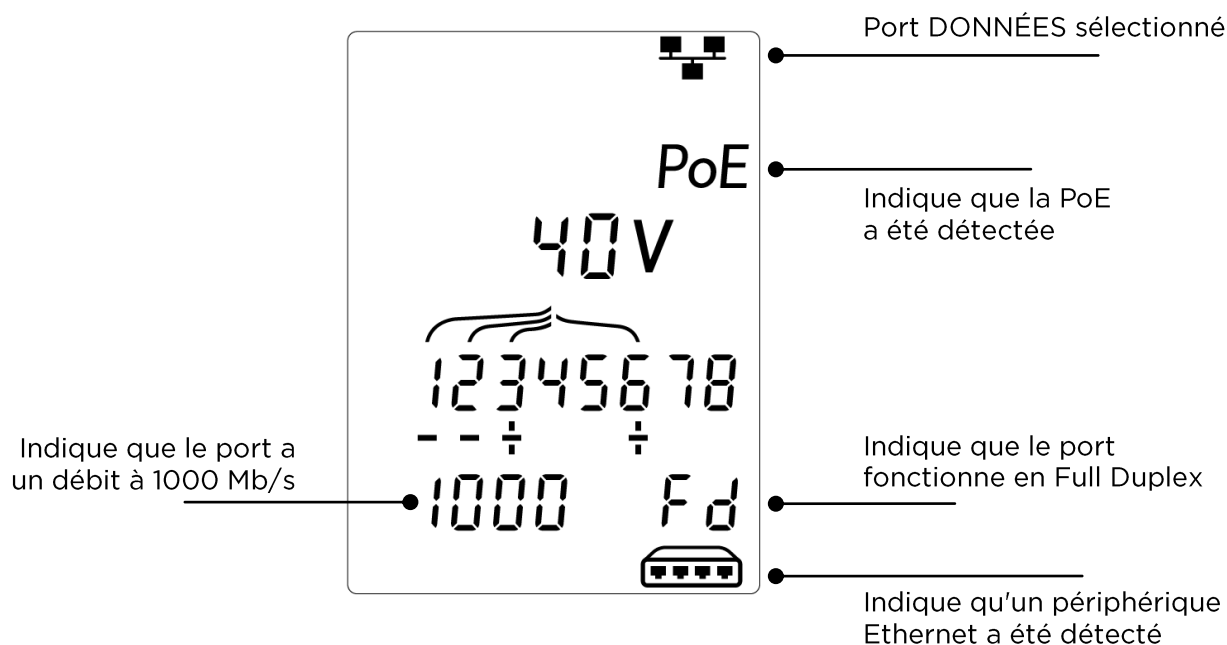 Port DONNÉES sélectionné
PoE
Indique que la PoE
a été détectée
40V
12345678
- - ÷ ÷
Indique que le port a
un débit à 1000 Mb/s
1000 Fd
Indique que le port
fonctionne en Full Duplex
Indique qu'un périphérique
Ethernet a été détecté